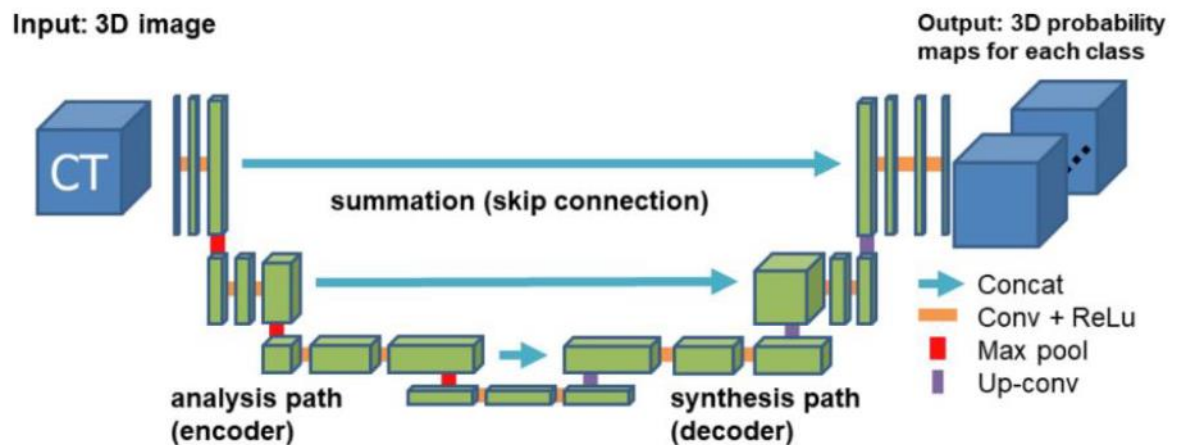 Input: 3D image
Output: 3D probability
maps for each class
CT
summation (skip connection)
Concat
Conv + ReLu
Max pool
Up-conv
analysis path
(encoder)
synthesis path
(decoder)